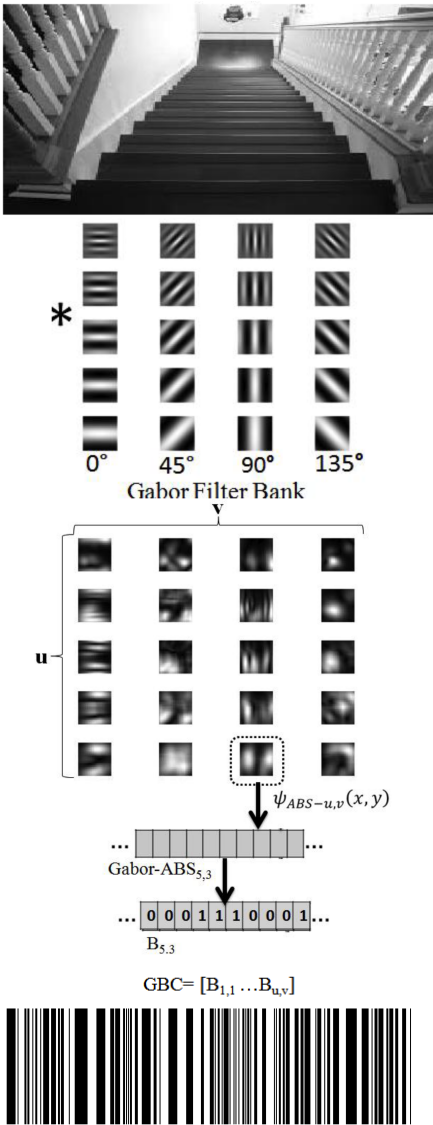 *
0° 45° 90° 135°
Gabor Filter Bank
v
u
ψABS−u,v(x,y)
... ...
Gabor-ABS5,3
... 0 0 0 1 1 1 0 0 0 1 ...
B5.3
GBC= [B1,1 …Bu,v]